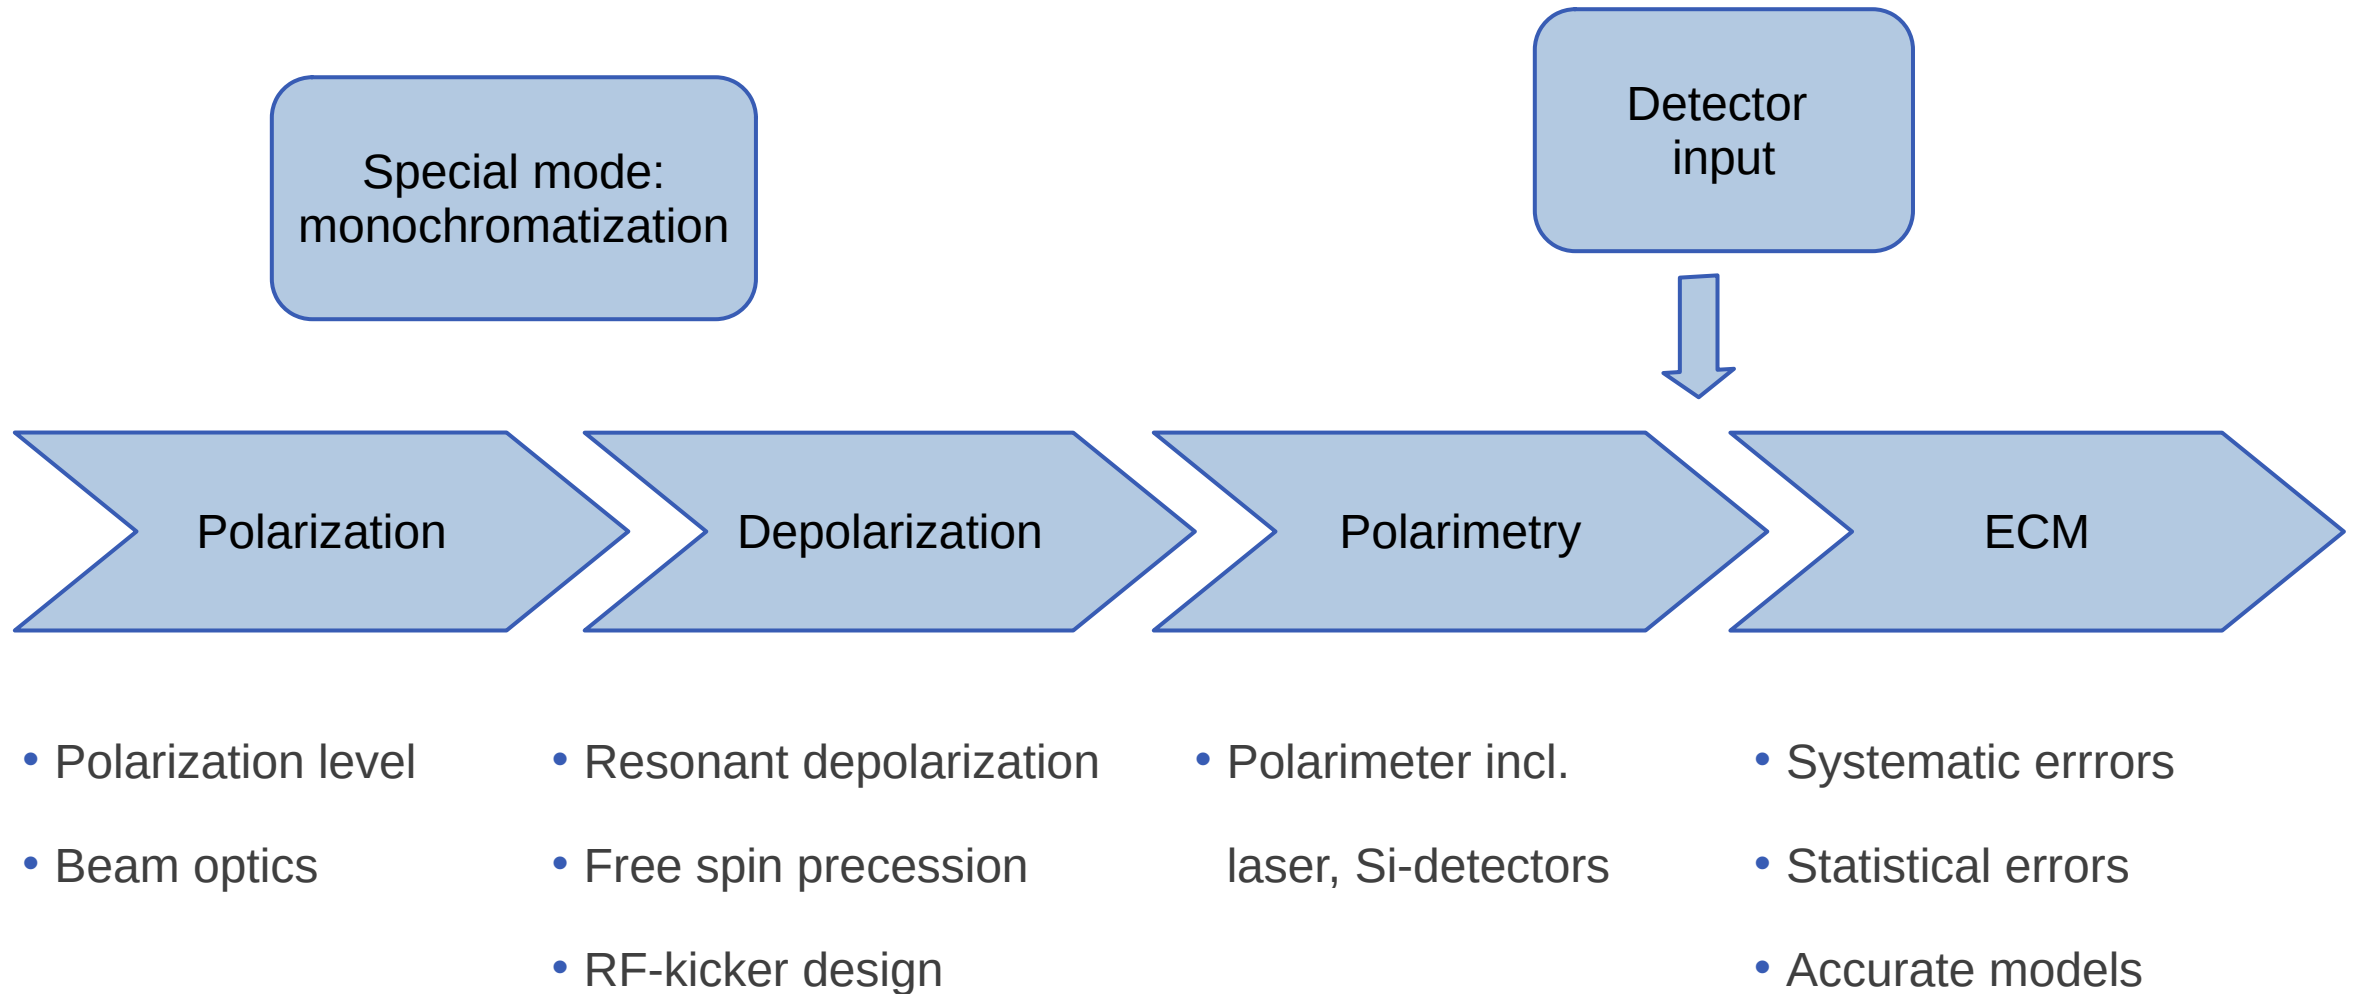 Special mode:
monochromatization
Detector
input
Polarization
Depolarization
Polarimetry
ECM
• Polarization level
• Beam optics
• Resonant depolarization
• Free spin precession
• RF-kicker design
• Polarimeter incl.
laser, Si-detectors
• Systematic errrors
• Statistical errors
• Accurate models